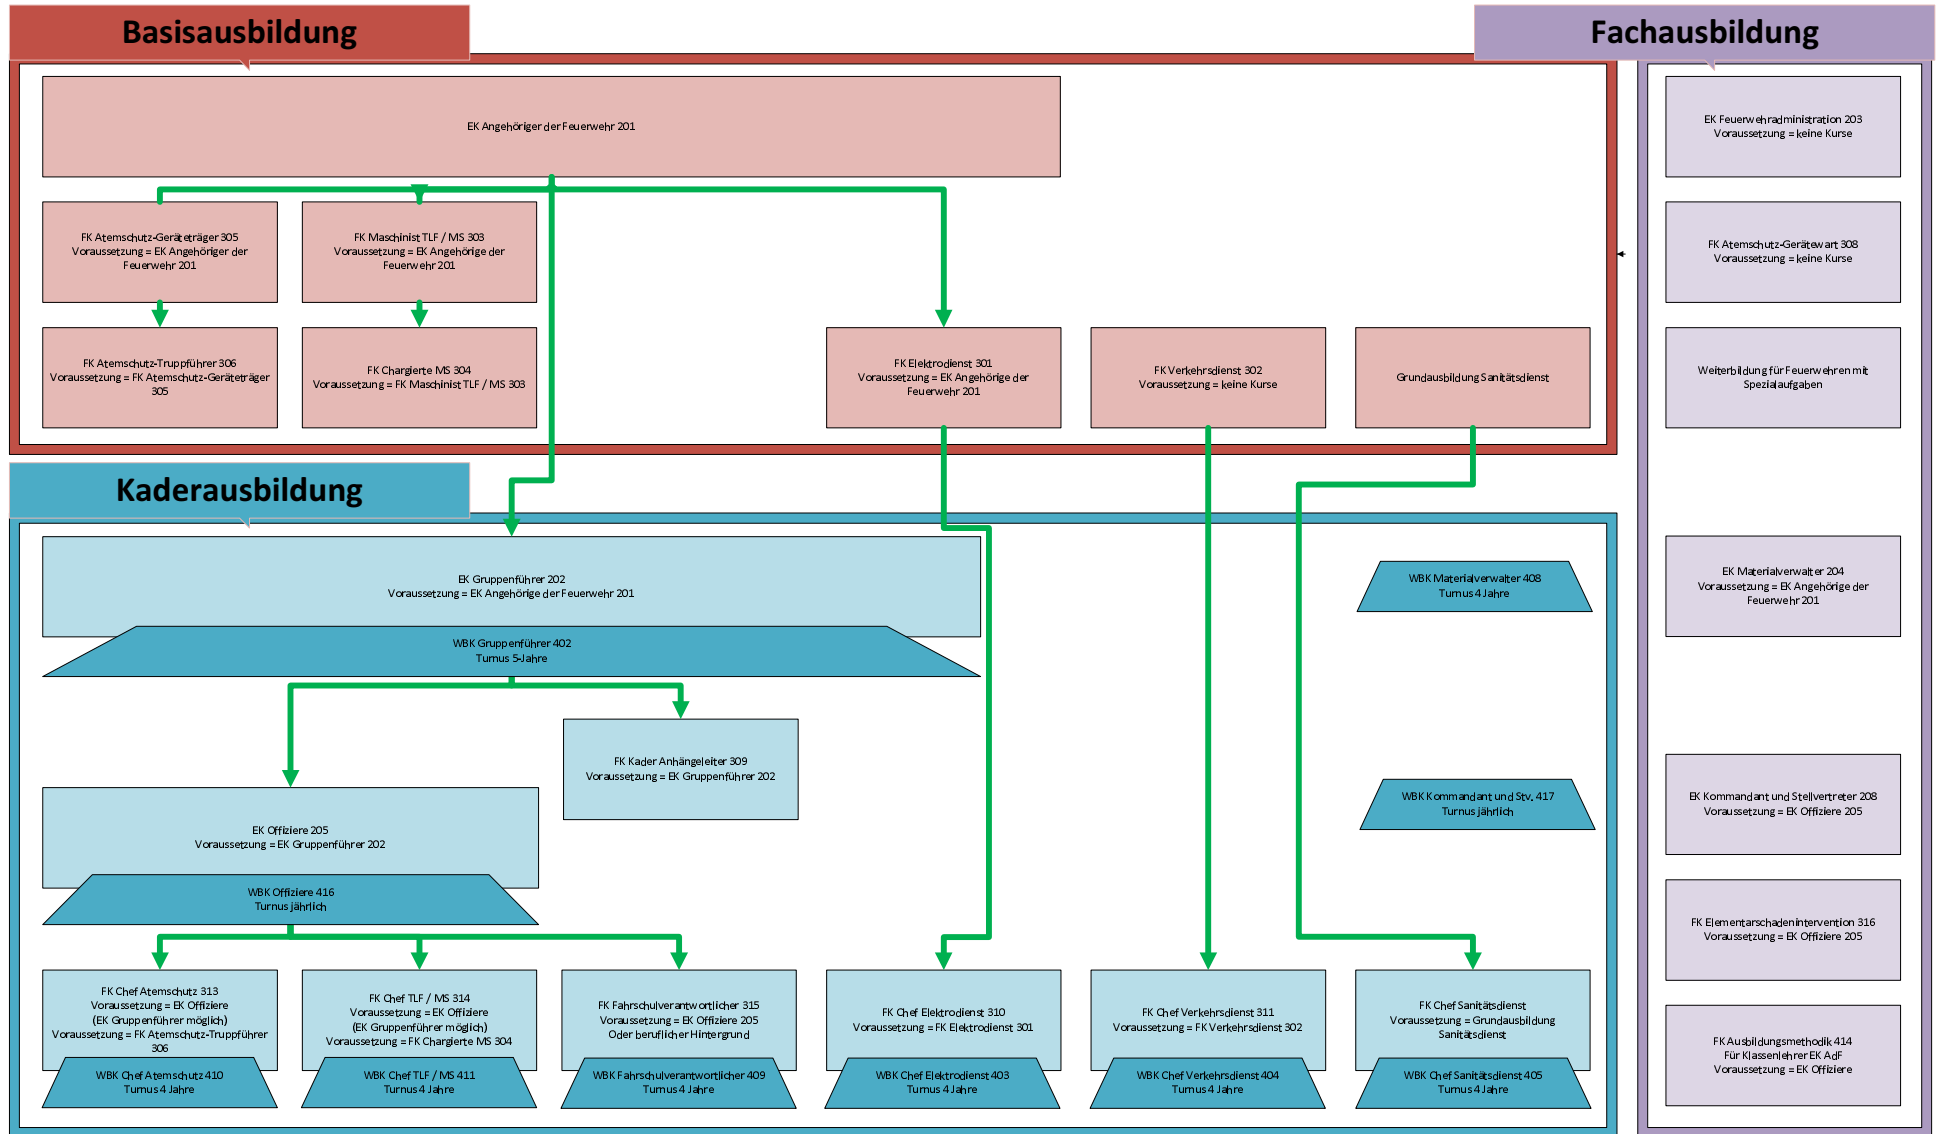 Basisausbildung
Fachausbildung
EK Angehöriger der Feuerwehr 201
FK Atemschutz-Geräteträger 305
Voraussetzung = EK Angehöriger der
Feuerwehr 201
FK Maschinist TLF / MS 303
Voraussetzung = EK Angehörige der
Feuerwehr 201
FK Atemschutz-Truppführer 306
Voraussetzung = FK Atemschutz-Geräteträger
305
FK Chargierte MS 304
Voraussetzung = FK Maschinist TLF / MS 303
FK Elektrodienst 301
Voraussetzung = EK Angehörige der
Feuerwehr 201
FK Verkehrsdienst 302
Voraussetzung = keine Kurse
Grundausbildung Sanitätsdienst
EK Feuerwehradministration 203
Voraussetzung = keine Kurse
FK Atemschutz-Gerätewart 308
Voraussetzung = keine Kurse
Weiterbildung für Feuerwehren mit
Spezialaufgaben
Kaderausbildung
EK Gruppenführer 202
Voraussetzung = EK Angehörige der Feuerwehr 201
WBK Gruppenführer 402
Turnus 5-Jahre
WBK Materialverwalter 408
Turnus 4 Jahre
EK Materialverwalter 204
Voraussetzung = EK Angehörige der
Feuerwehr 201
FK Kader Anhängeleiter 309
Voraussetzung = EK Gruppenführer 202
WBK Kommandant und Stv. 417
Turnus jährlich
EK Kommandant und Stellvertreter 208
Voraussetzung = EK Offiziere 205
EK Offiziere 205
Voraussetzung = EK Gruppenführer 202
WBK Offiziere 416
Turnus jährlich
FK Elementarschadenintervention 316
Voraussetzung = EK Offiziere 205
FK Chef Atemschutz 313
Voraussetzung = EK Offiziere
(EK Gruppenführer möglich)
Voraussetzung = FK Atemschutz-Truppführer
306
WBK Chef Atemschutz 410
Turnus 4 Jahre
FK Chef TLF / MS 314
Voraussetzung = EK Offiziere
(EK Gruppenführer möglich)
Voraussetzung = FK Chargierte MS 304
WBK Chef TLF / MS 411
Turnus 4 Jahre
FK Fahrschulverantwortlicher 315
Voraussetzung = EK Offiziere 205
Oder beruflicher Hintergrund
WBK Fahrschulverantwortlicher 409
Turnus 4 Jahre
FK Chef Elektrodienst 310
Voraussetzung = FK Elektrodienst 301
WBK Chef Elektrodienst 403
Turnus 4 Jahre
FK Chef Verkehrsdienst 311
Voraussetzung = FK Verkehrsdienst 302
WBK Chef Verkehrsdienst 404
Turnus 4 Jahre
FK Chef Sanitätsdienst
Voraussetzung = Grundausbildung
Sanitätsdienst
WBK Chef Sanitätsdienst 405
Turnus 4 Jahre
FK Ausbildungsmethodik 414
Für Klassenlehrer EK AdF
Voraussetzung = EK Offiziere